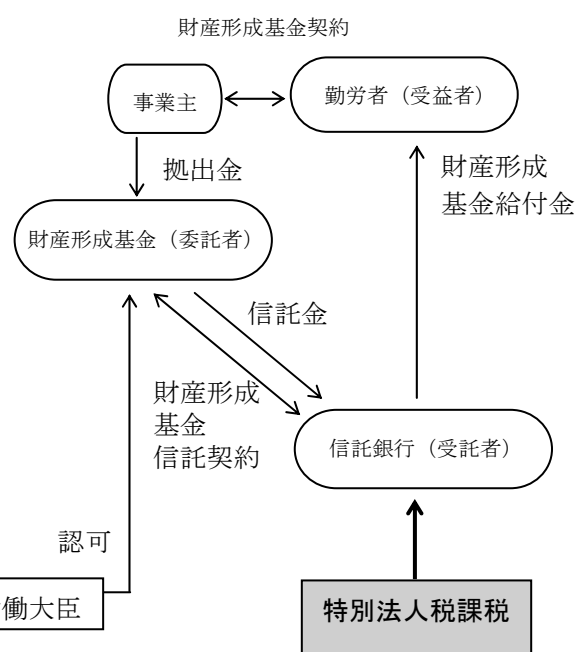 財産形成基金契約
事業主
勤労者（受益者）
拠出金
財産形成
基金給付金
財産形成基金（委託者）
信託金
財産形成
基金
信託契約
信託銀行（受託者）
認可
働大臣
特別法人税課税